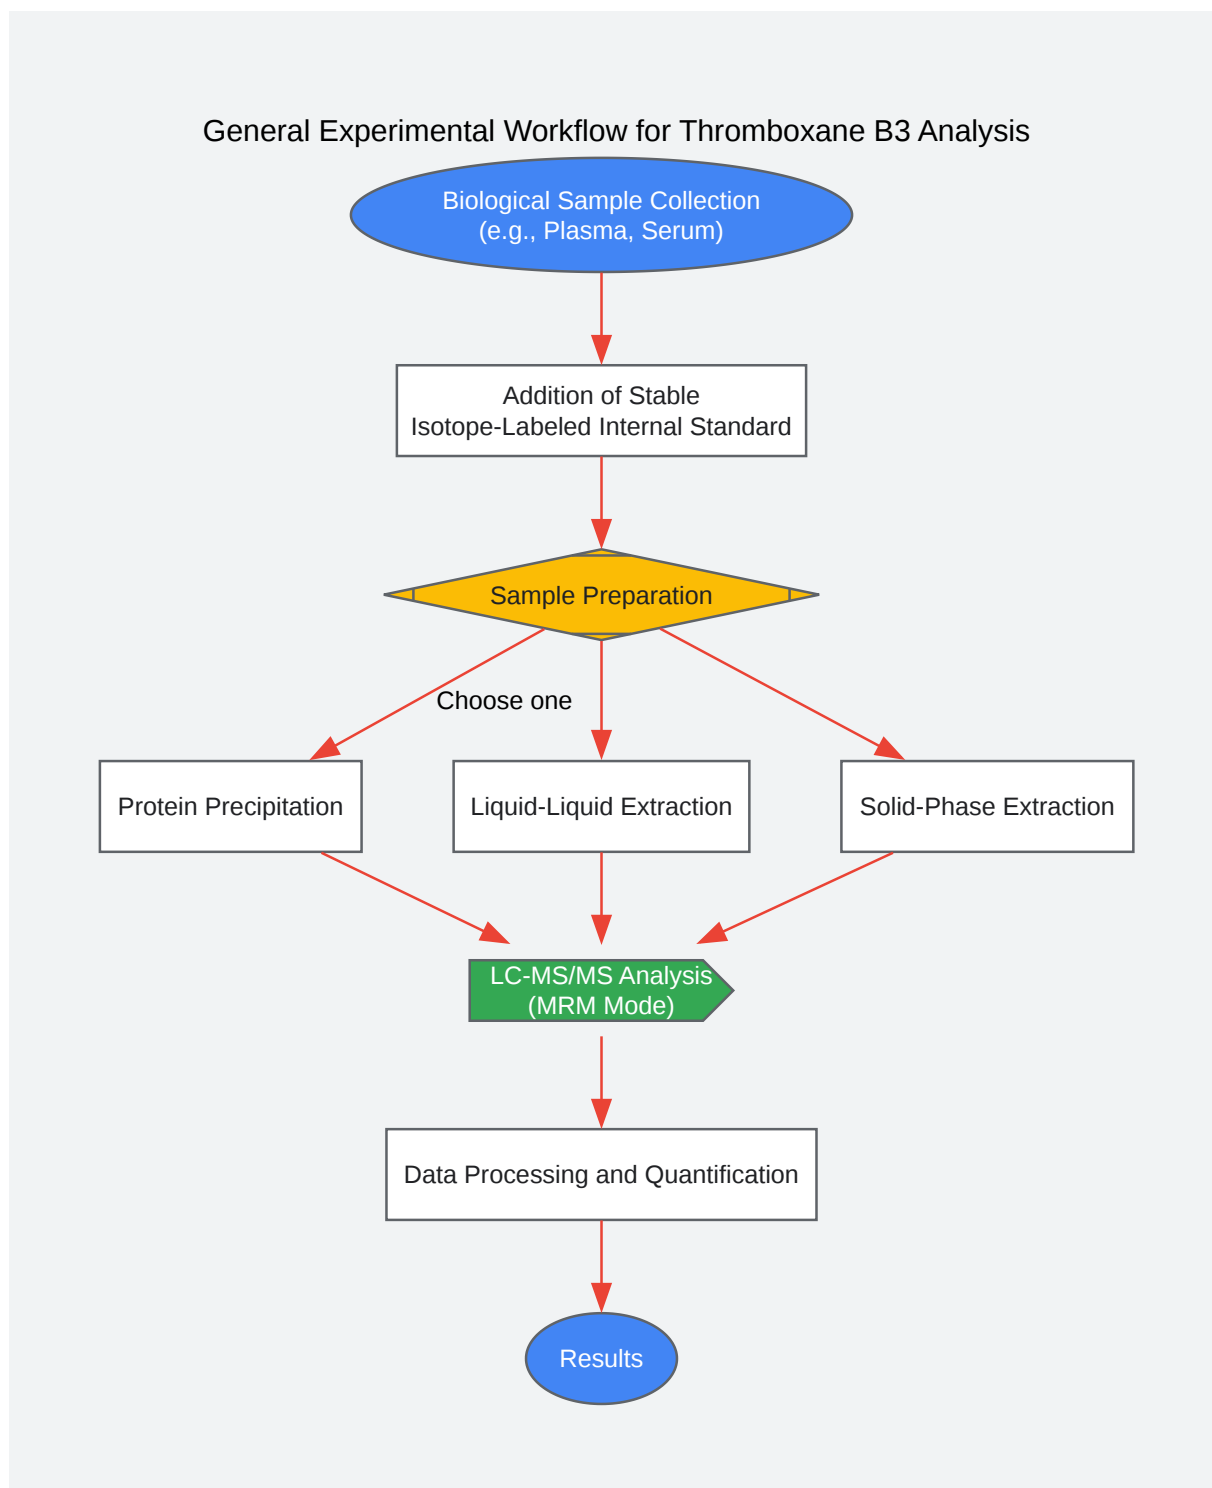 General Experimental Workflow for Thromboxane B3 Analysis
Biological Sample Collection
(e.g., Plasma, Serum)
Addition of Stable
Isotope-Labeled Internal Standard
Sample Preparation
Choose one
Protein Precipitation
Liquid-Liquid Extraction
Solid-Phase Extraction
LC-MS/MS Analysis
(MRM Mode)
Data Processing and Quantification
Results